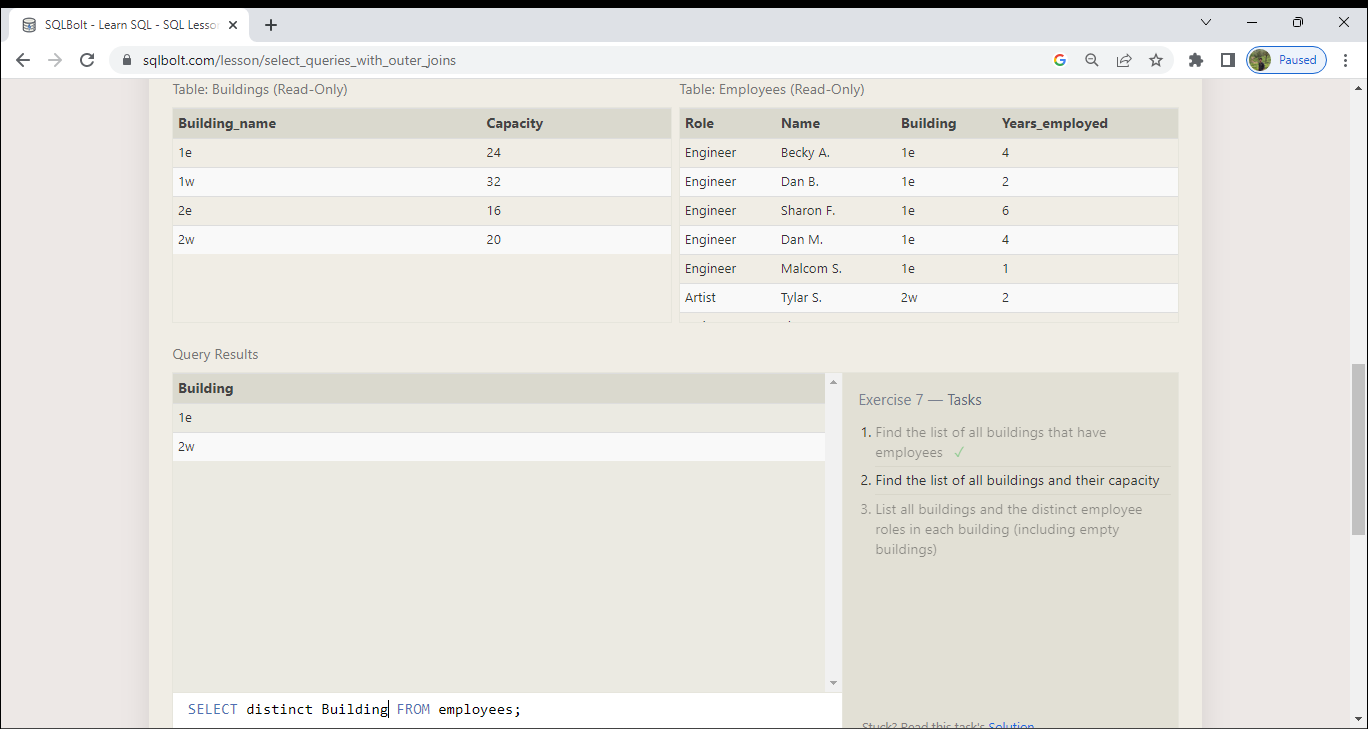 SQLBolt - Learn SQL - SQL Lesso
sqlbolt.com/lesson/select_queries_with_outer_joins
Paused
Table: Buildings (Read-Only)
Table: Employees (Read-Only)
Building_name Capacity
1e 24
1w 32
2e 16
2w 20
Role Name Building Years_employed
Engineer Becky A. 1e 4
Engineer Dan B. 1e 2
Engineer Sharon F. 1e 6
Engineer Dan M. 1e 4
Engineer Malcom S. 1e 1
Artist Tylar S. 2w 2
Query Results
Building
1e
2w
Exercise 7 — Tasks
1. Find the list of all buildings that have
employees ✓
2. Find the list of all buildings and their capacity
3. List all buildings and the distinct employee
roles in each building (including empty
buildings)
Stuck? Read this task's Solution
SELECT distinct Building FROM employees;